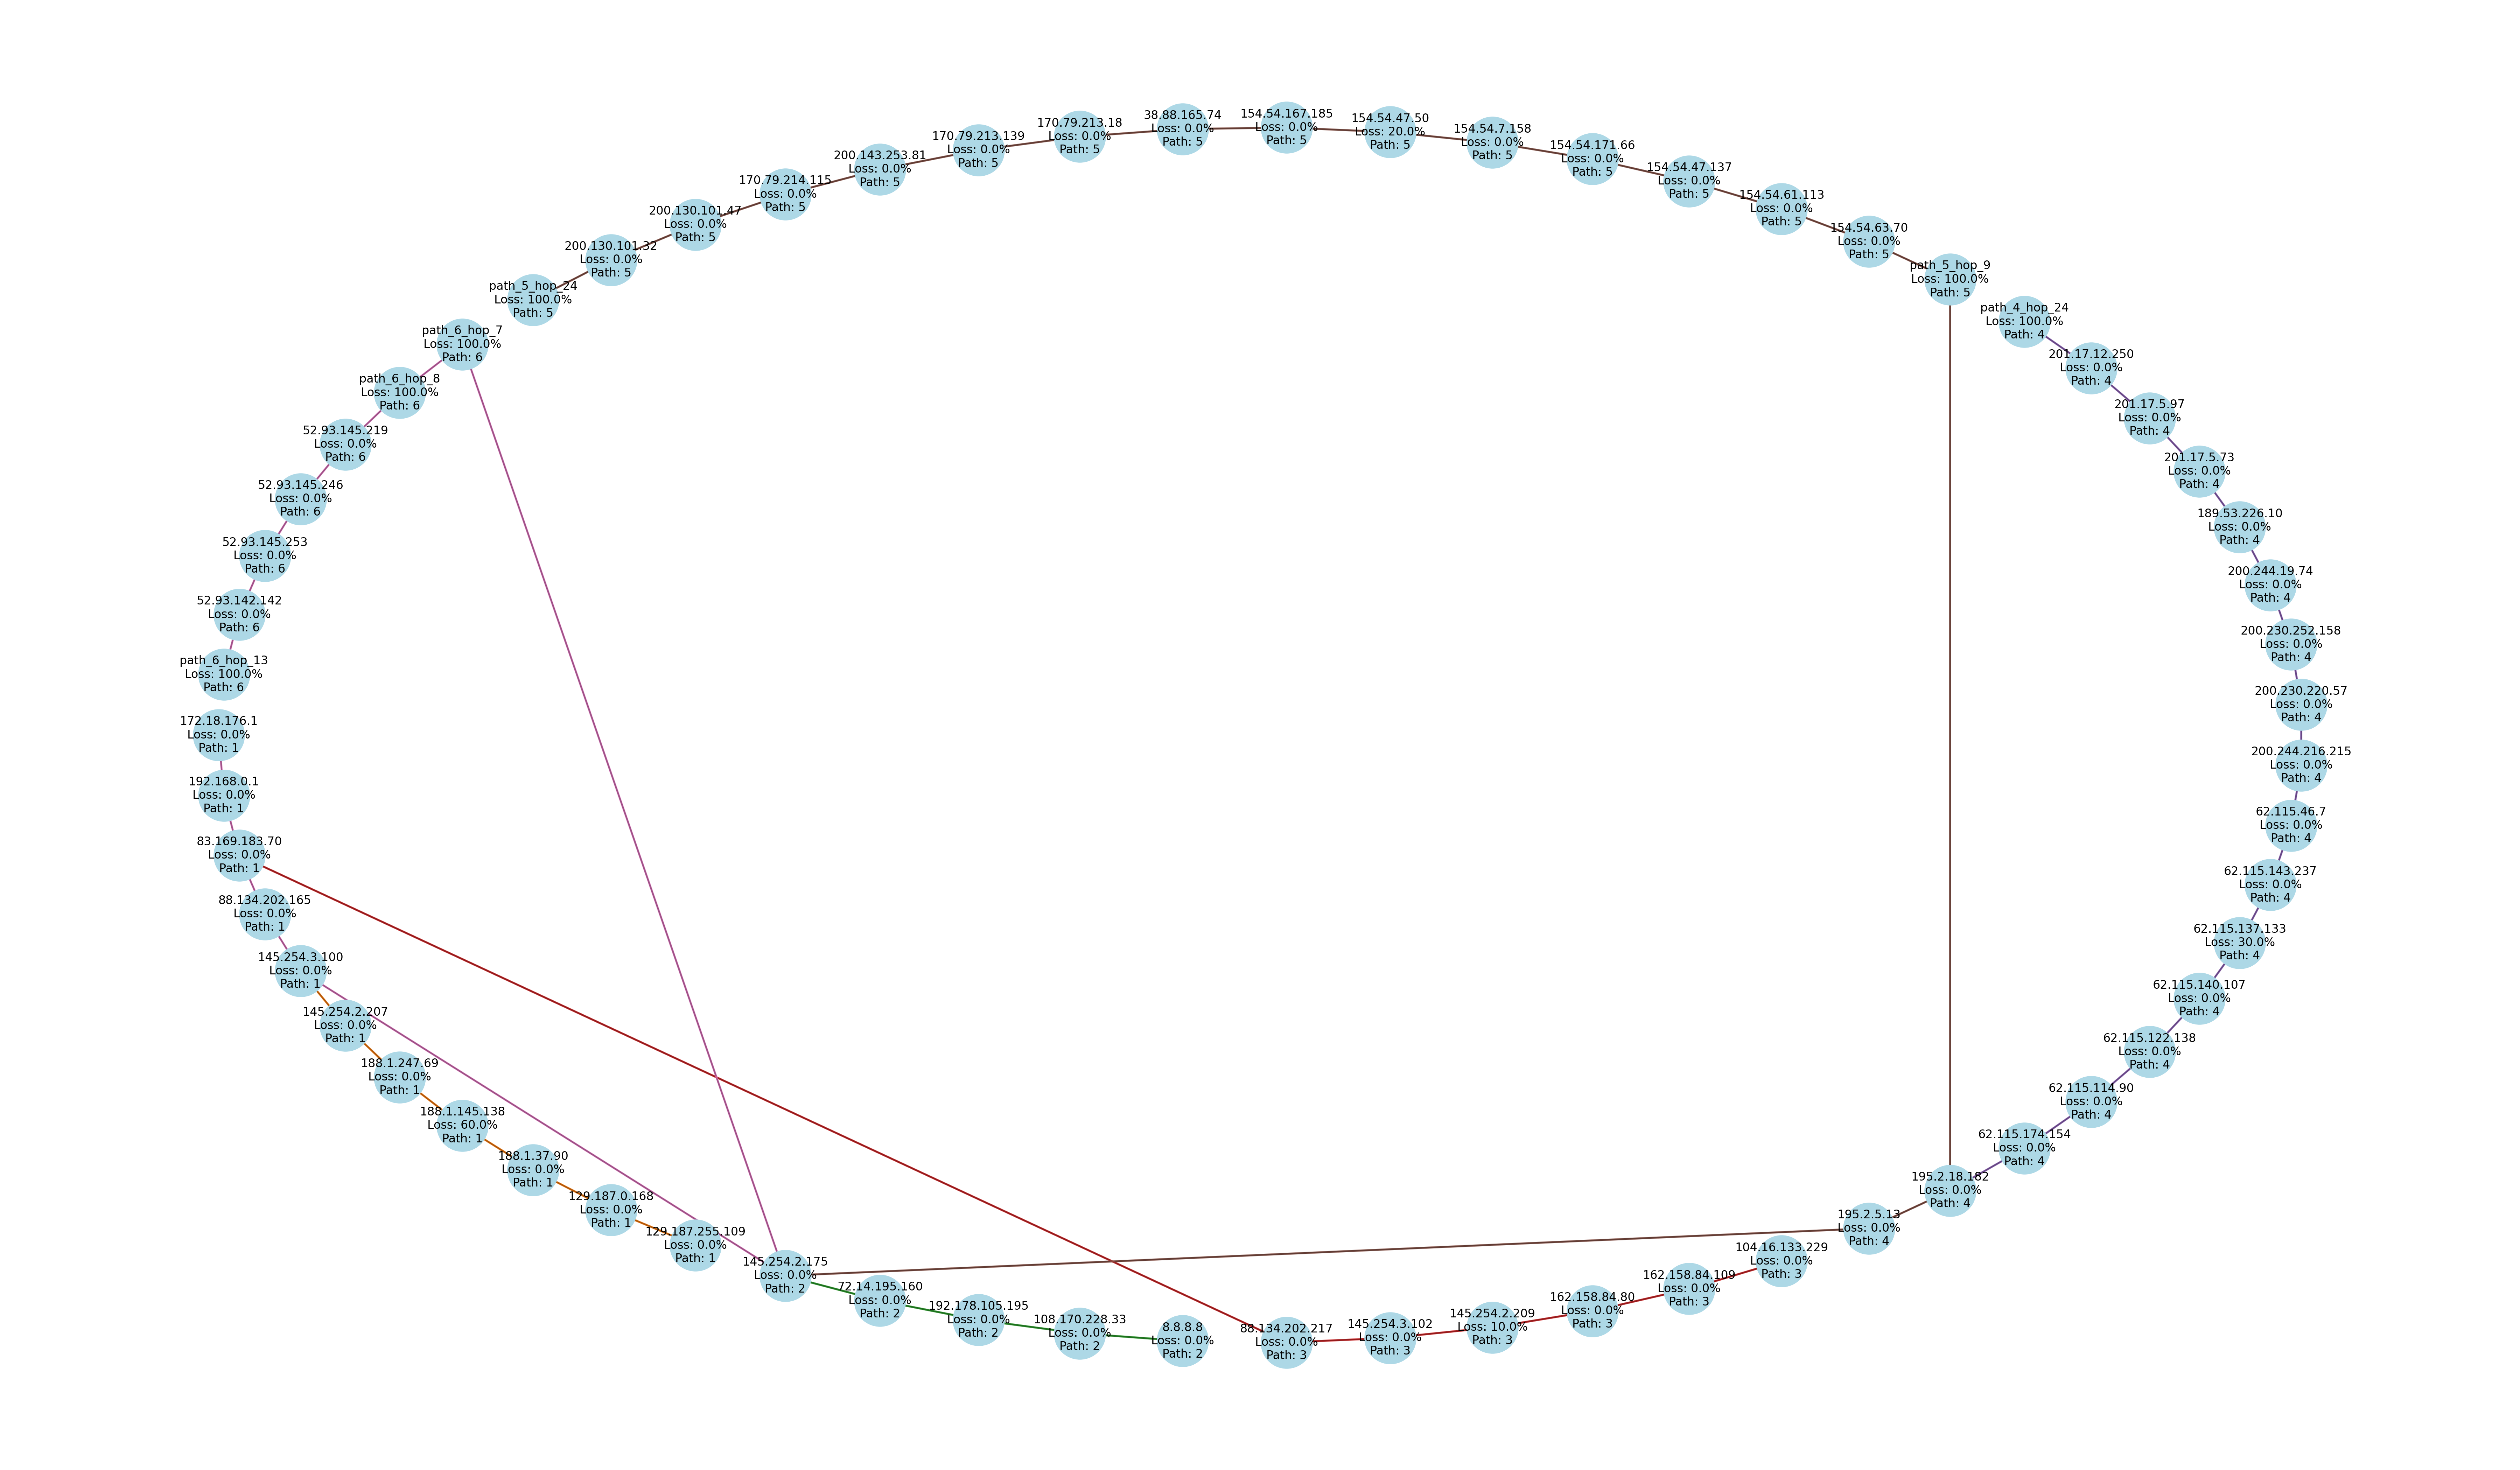 38.88.165.74
Loss: 0.0%
Path: 5
154.54.167.185
Loss: 0.0%
Path: 5
154.54.47.50
Loss: 20.0%
Path: 5
154.54.7.158
Loss: 0.0%
Path: 5
154.54.171.66
Loss: 0.0%
Path: 5
154.54.47.137
Loss: 0.0%
Path: 5
154.54.61.113
Loss: 0.0%
Path: 5
154.54.63.70
Loss: 0.0%
Path: 5
path_5_hop_9
Loss: 100.0%
Path: 5
path_4_hop_24
Loss: 100.0%
Path: 4
201.17.12.250
Loss: 0.0%
Path: 4
201.17.5.97
Loss: 0.0%
Path: 4
201.17.5.73
Loss: 0.0%
Path: 4
189.53.226.10
Loss: 0.0%
Path: 4
200.244.19.74
Loss: 0.0%
Path: 4
200.230.252.158
Loss: 0.0%
Path: 4
200.230.220.57
Loss: 0.0%
Path: 4
200.244.216.215
Loss: 0.0%
Path: 4
62.115.46.7
Loss: 0.0%
Path: 4
62.115.143.237
Loss: 0.0%
Path: 4
62.115.137.133
Loss: 30.0%
Path: 4
62.115.140.107
Loss: 0.0%
Path: 4
62.115.122.138
Loss: 0.0%
Path: 4
62.115.114.90
Loss: 0.0%
Path: 4
62.115.174.154
Loss: 0.0%
Path: 4
195.2.18.182
Loss: 0.0%
Path: 4
195.2.5.13
Loss: 0.0%
Path: 4
104.16.133.229
Loss: 0.0%
Path: 3
162.158.84.109
Loss: 0.0%
Path: 3
162.158.84.80
Loss: 0.0%
Path: 3
145.254.2.209
Loss: 10.0%
Path: 3
145.254.3.102
Loss: 0.0%
Path: 3
88.134.202.217
Loss: 0.0%
Path: 3
8.8.8.8
Loss: 0.0%
Path: 2
108.170.228.33
Loss: 0.0%
Path: 2
192.178.105.195
Loss: 0.0%
Path: 2
72.14.195.160
Loss: 0.0%
Path: 2
145.254.2.175
Loss: 0.0%
Path: 2
129.187.255.109
Loss: 0.0%
Path: 1
129.187.0.168
Loss: 0.0%
Path: 1
188.1.37.90
Loss: 0.0%
Path: 1
188.1.145.138
Loss: 60.0%
Path: 1
188.1.247.69
Loss: 0.0%
Path: 1
145.254.2.207
Loss: 0.0%
Path: 1
145.254.3.100
Loss: 0.0%
Path: 1
88.134.202.165
Loss: 0.0%
Path: 1
83.169.183.70
Loss: 0.0%
Path: 1
192.168.0.1
Loss: 0.0%
Path: 1
172.18.176.1
Loss: 0.0%
Path: 1
path_6_hop_13
Loss: 100.0%
Path: 6
52.93.142.142
Loss: 0.0%
Path: 6
52.93.145.253
Loss: 0.0%
Path: 6
52.93.145.246
Loss: 0.0%
Path: 6
52.93.145.219
Loss: 0.0%
Path: 6
path_6_hop_8
Loss: 100.0%
Path: 6
path_6_hop_7
Loss: 100.0%
Path: 6
path_5_hop_24
Loss: 100.0%
Path: 5
200.130.101.32
Loss: 0.0%
Path: 5
200.130.101.47
Loss: 0.0%
Path: 5
170.79.214.115
Loss: 0.0%
Path: 5
200.143.253.81
Loss: 0.0%
Path: 5
170.79.213.139
Loss: 0.0%
Path: 5
170.79.213.18
Loss: 0.0%
Path: 5